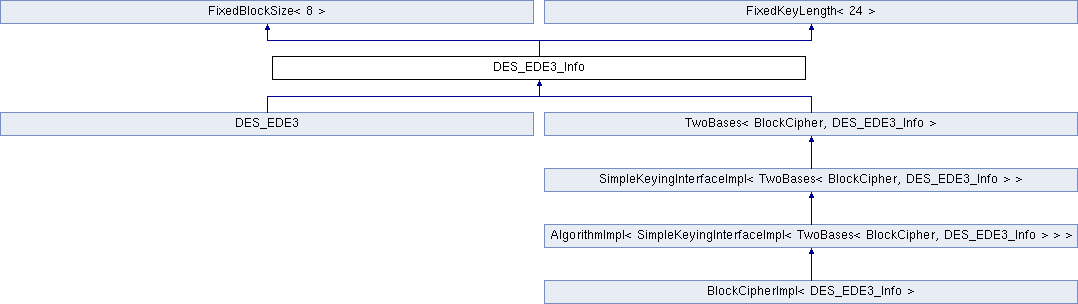 FixedBlockSize< 8 >
FixedKeyLength< 24 >
DES_EDE3_Info
DES_EDE3
TwoBases< BlockCipher, DES_EDE3_Info >
SimpleKeyingInterfaceImpl< TwoBases< BlockCipher, DES_EDE3_Info > >
AlgorithmImpl< SimpleKeyingInterfaceImpl< TwoBases< BlockCipher, DES_EDE3_Info > > >
BlockCipherImpl< DES_EDE3_Info >